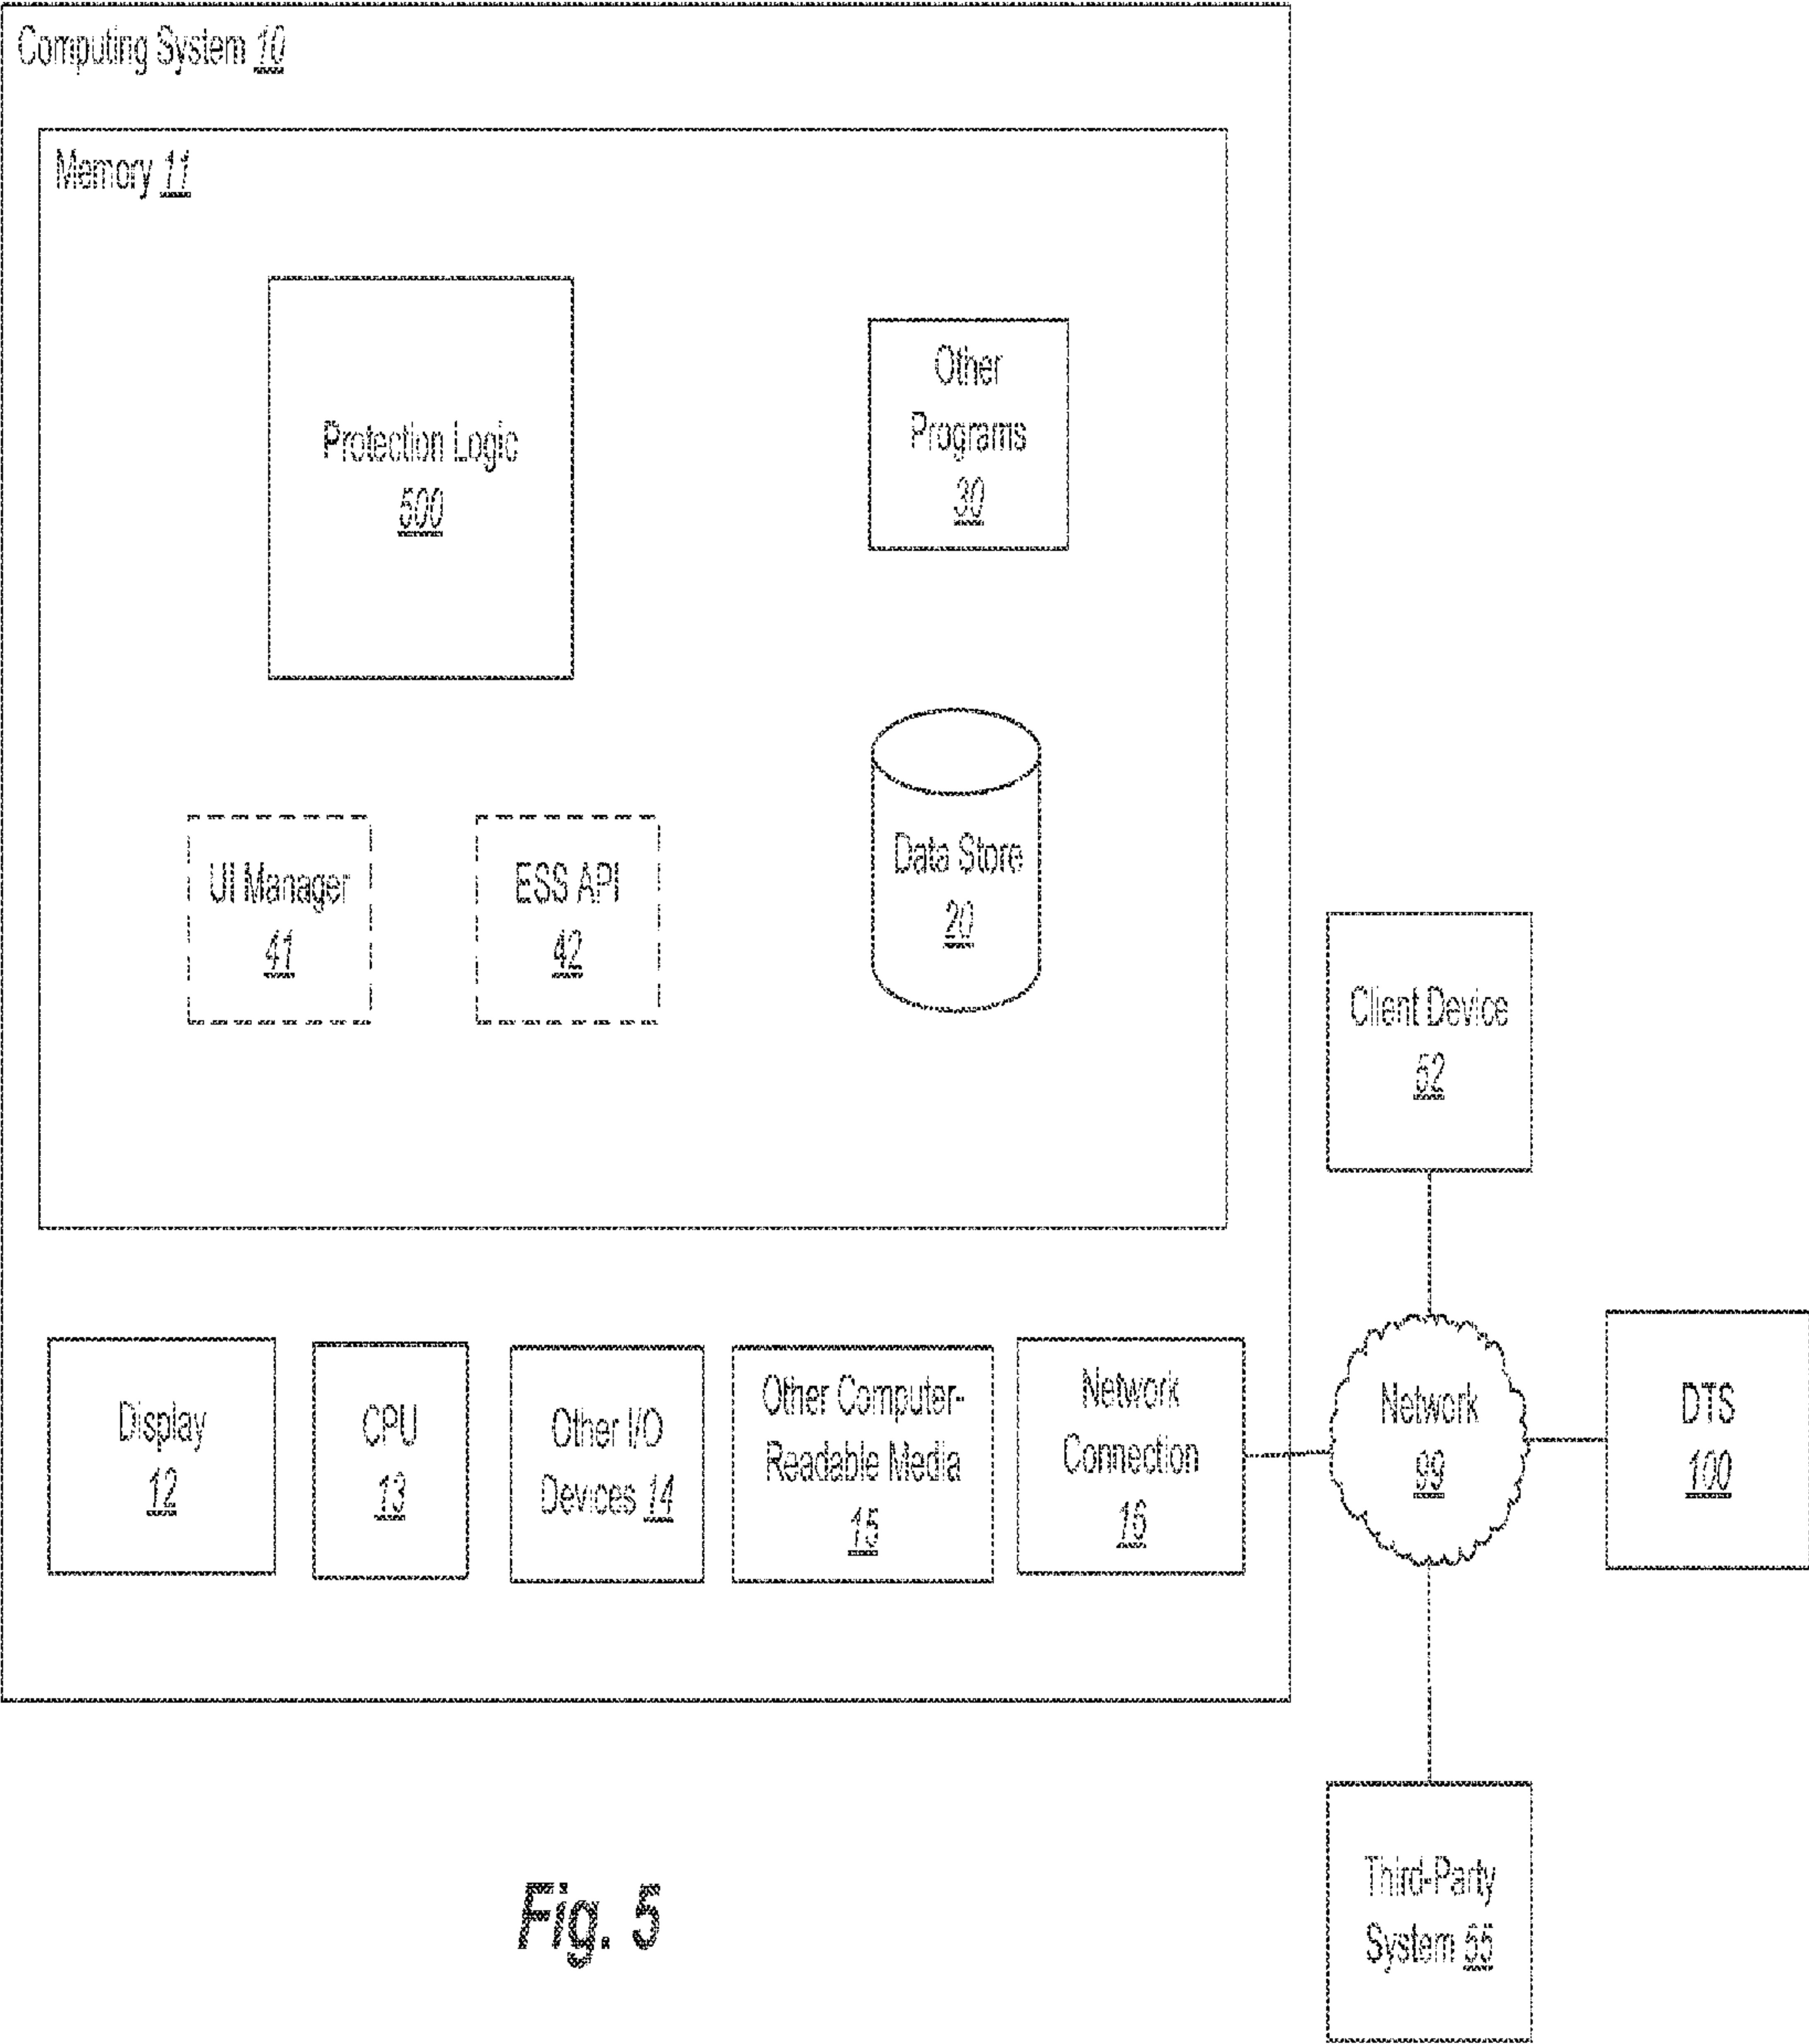 Computing System 10
Memory 11
Protection Logic
500
Other
Programs
30
UI Manager
41
ESS API
42
Data Store
20
Client Device
52
Display
12
CPU
13
Other I/O
Devices 14
Other Computer-
Readable Media
15
Network
Connection
16
Network
99
DTS
100
Third-Party
System 55
Fig. 5